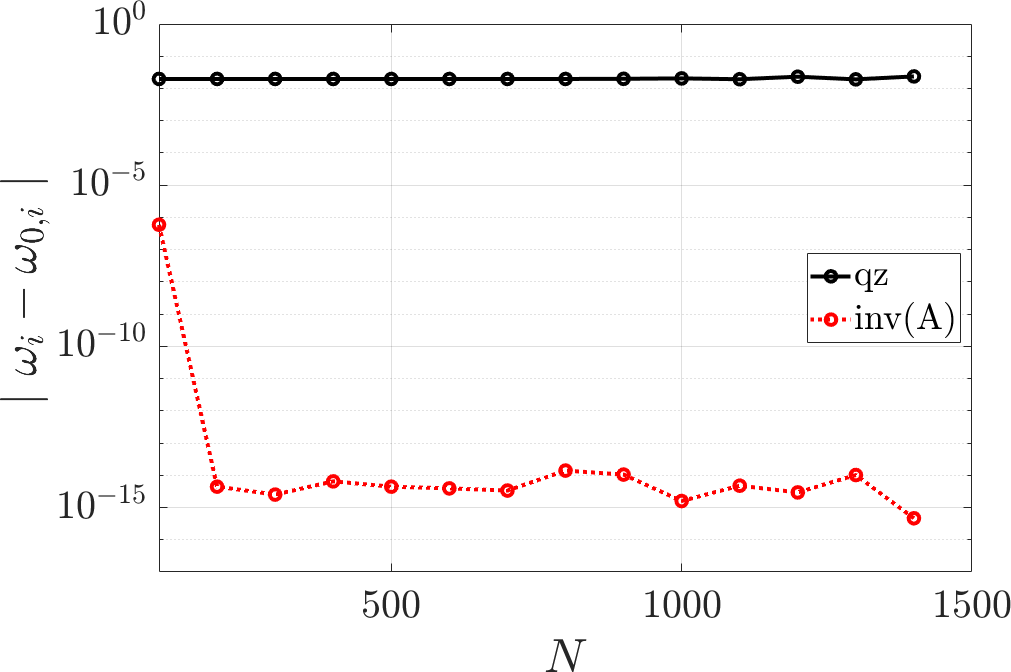 10^0
10^{-5}
10^{-10}
10^{-15}
| ω_i − ω_{0,i} |
qz
inv(A)
500
1000
1500
N